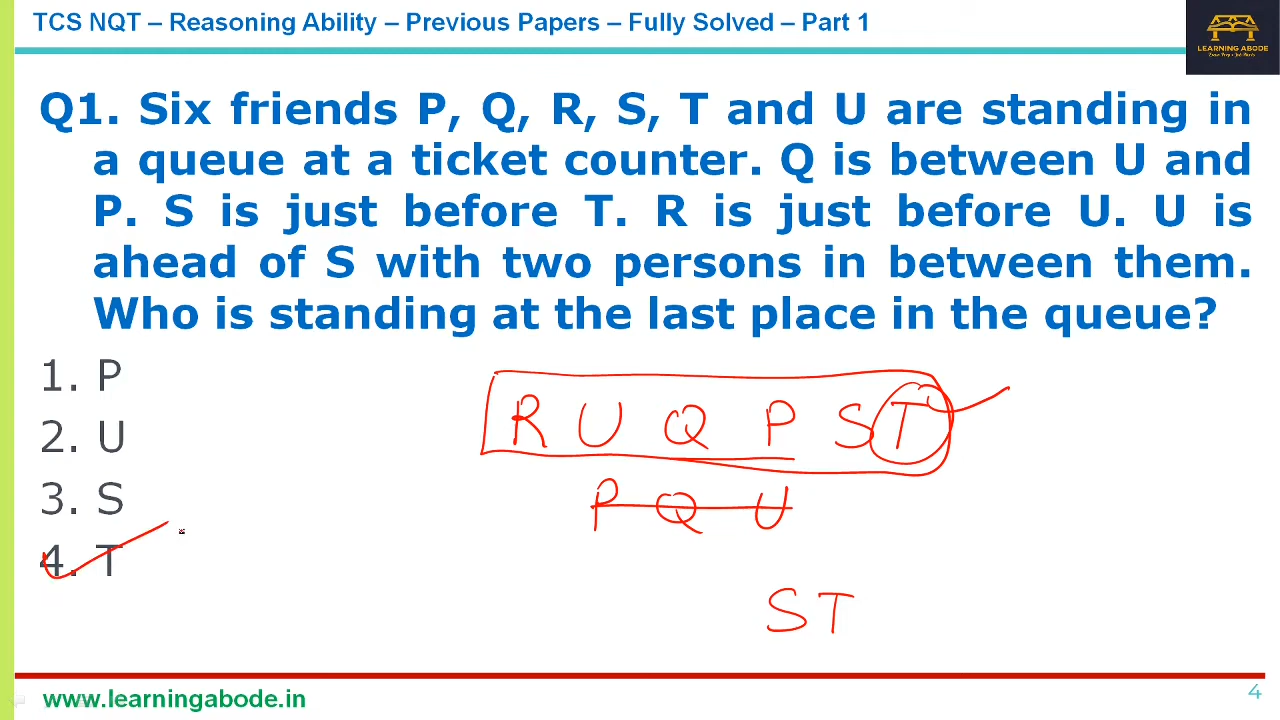 TCS NQT – Reasoning Ability – Previous Papers – Fully Solved – Part 1
LEARNING ABODE
Q1. Six friends P, Q, R, S, T and U are standing in
a queue at a ticket counter. Q is between U and
P. S is just before T. R is just before U. U is
ahead of S with two persons in between them.
Who is standing at the last place in the queue?
1. P
2. U
3. S
4. T
R U Q P S T
P Q U
S T
www.learningabode.in
4